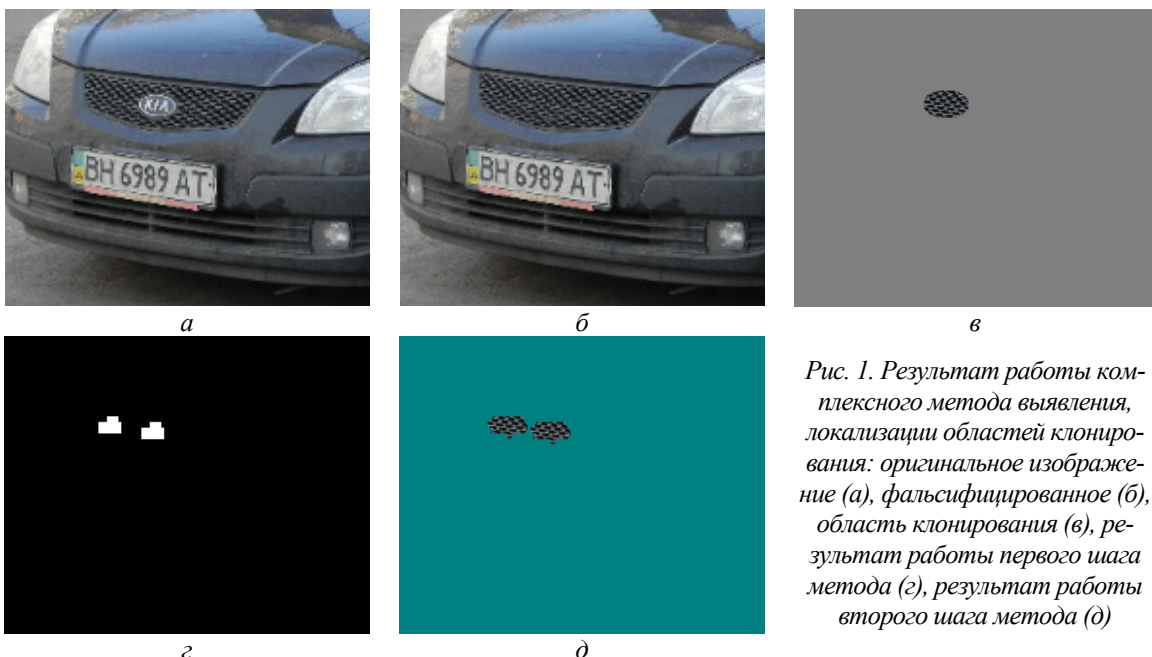 KIA
BH 6989 AT
BH 6989 AT
а
б
в
Рис. 1. Результат работы ком-
плексного метода выявления,
локализации областей клониро-
вания: оригинальное изображе-
ние (а), фальсифицированное (б),
область клонирования (в), ре-
зультат работы первого шага
метода (г), результат работы
второго шага метода (д)
г
д